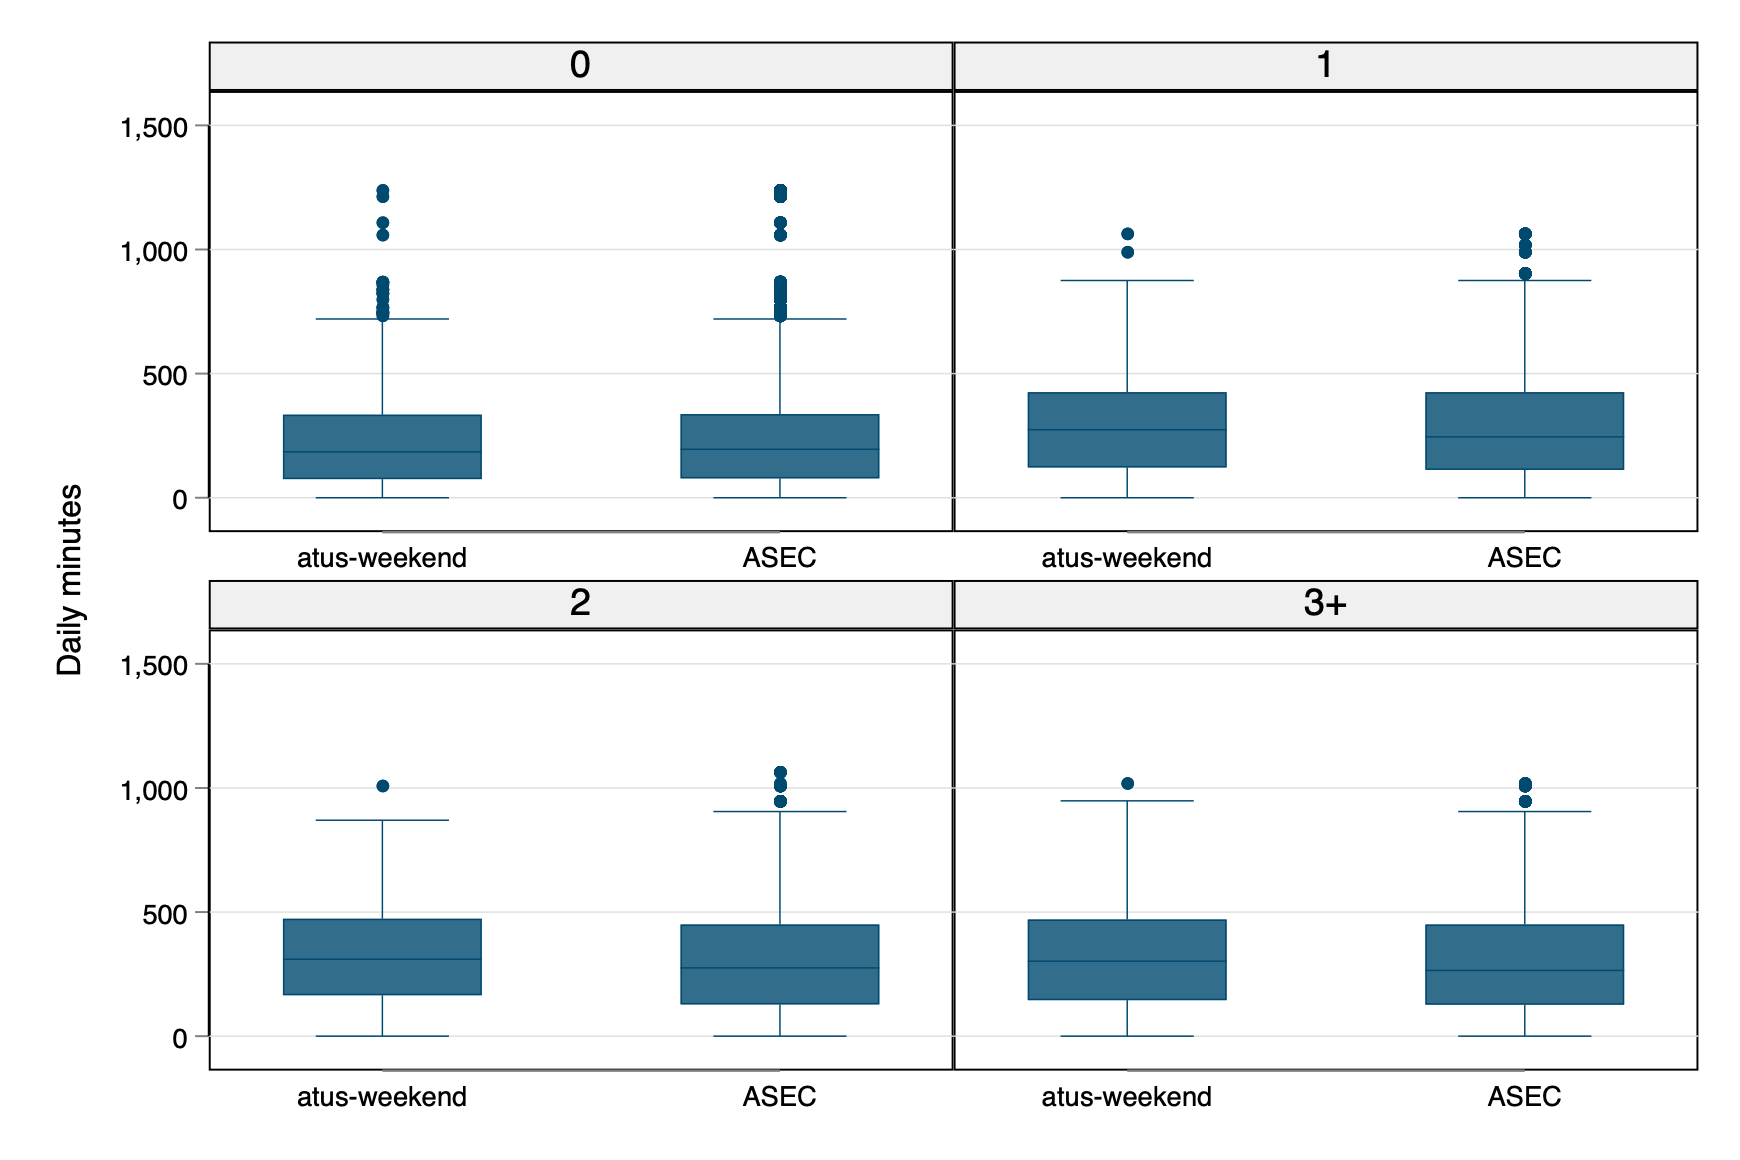 0
1
1,500
1,000
500
0
atus-weekend
ASEC
atus-weekend
ASEC
Daily minutes
2
3+
1,500
1,000
500
0
atus-weekend
ASEC
atus-weekend
ASEC